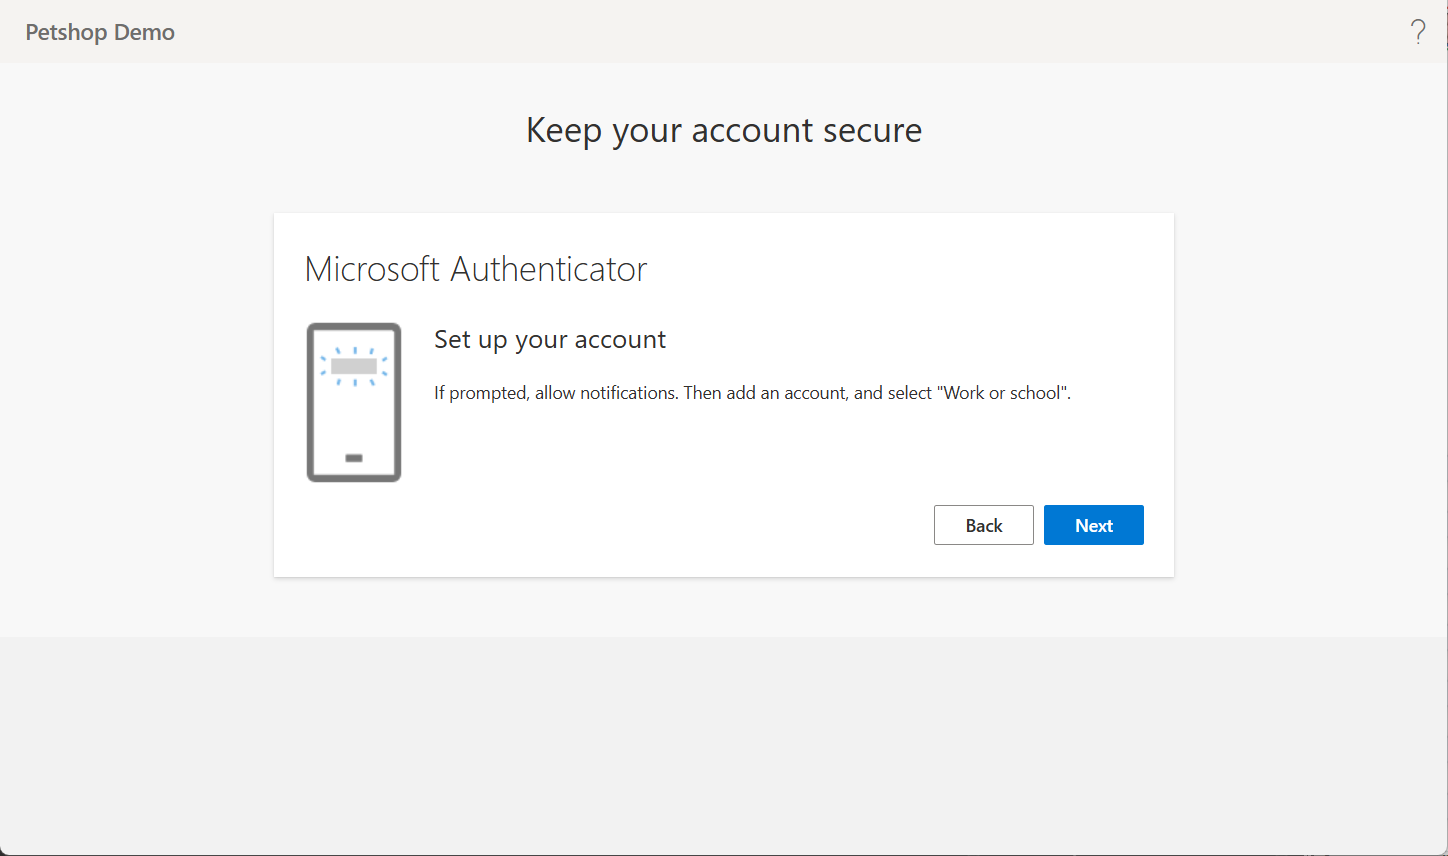 Petshop Demo
?
Keep your account secure
Microsoft Authenticator
Set up your account
If prompted, allow notifications. Then add an account, and select "Work or school".
Back
Next